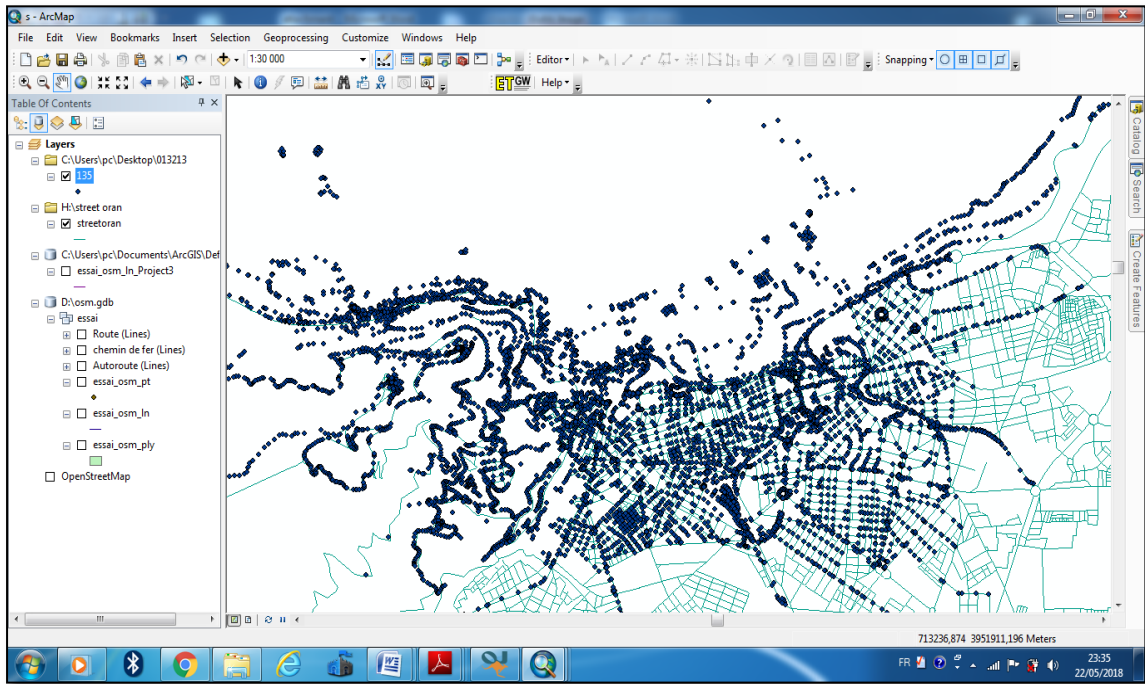 s - ArcMap
File Edit View Bookmarks Insert Selection Geoprocessing Customize Windows Help
1:30 000 Editor Snapping
ETGW Help
Table Of Contents
Layers
C:\Users\pc\Desktop\013213
135
H:\street oran
streetoran
C:\Users\pc\Documents\ArcGIS\Def
essai_osm_ln_Project3
D:\osm.gdb
essai
Route (Lines)
chemin de fer (Lines)
Autoroute (Lines)
essai_osm_pt
essai_osm_ln
essai_osm_ply
OpenStreetMap
Catalog
Search
Create Features
713236,874 3951911,196 Meters
FR
23:35
22/05/2018